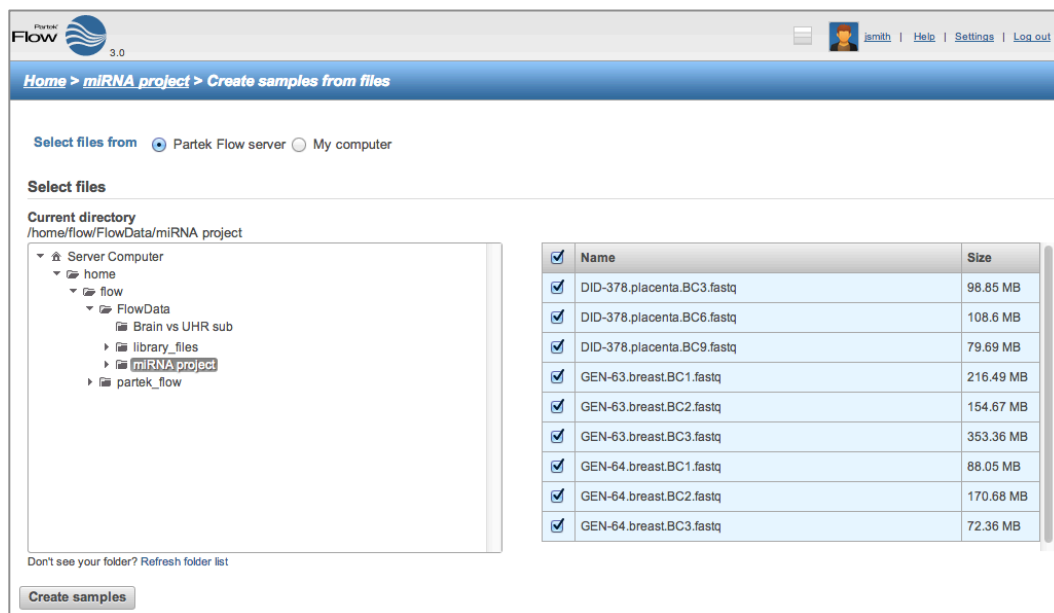 Partek
Flow
3.0
jsmith | Help | Settings | Log out
Home > miRNA project > Create samples from files
Select files from Partek Flow server My computer
Select files
Current directory
/home/flow/FlowData/miRNA project
Server Computer
home
flow
FlowData
Brain vs UHR sub
library_files
miRNA project
partek_flow
Don't see your folder? Refresh folder list
Name Size
DID-378.placenta.BC3.fastq 98.85 MB
DID-378.placenta.BC6.fastq 108.6 MB
DID-378.placenta.BC9.fastq 79.69 MB
GEN-63.breast.BC1.fastq 216.49 MB
GEN-63.breast.BC2.fastq 154.67 MB
GEN-63.breast.BC3.fastq 353.36 MB
GEN-64.breast.BC1.fastq 88.05 MB
GEN-64.breast.BC2.fastq 170.68 MB
GEN-64.breast.BC3.fastq 72.36 MB
Create samples